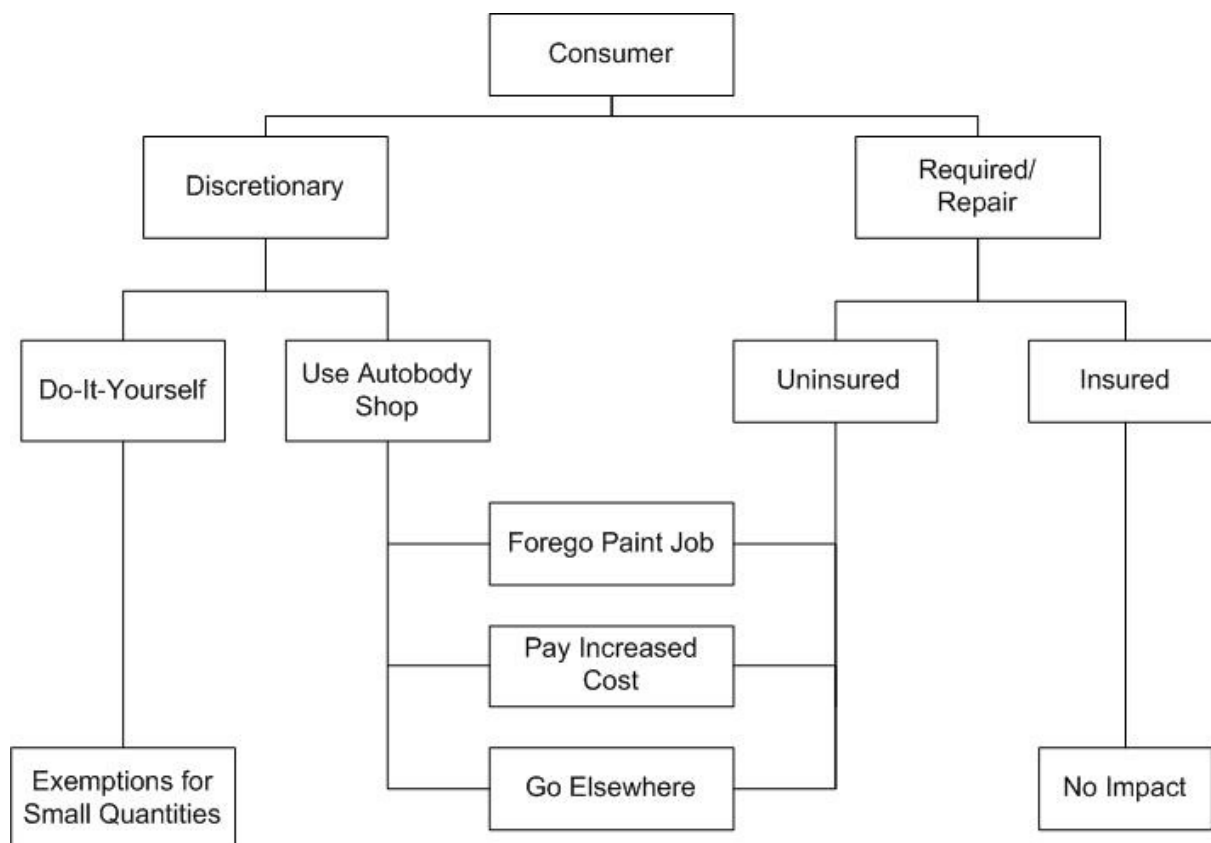 Consumer
Discretionary
Required/
Repair
Do-It-Yourself
Use Autobody
Shop
Uninsured
Insured
Forego Paint Job
Pay Increased
Cost
Go Elsewhere
Exemptions for
Small Quantities
No Impact